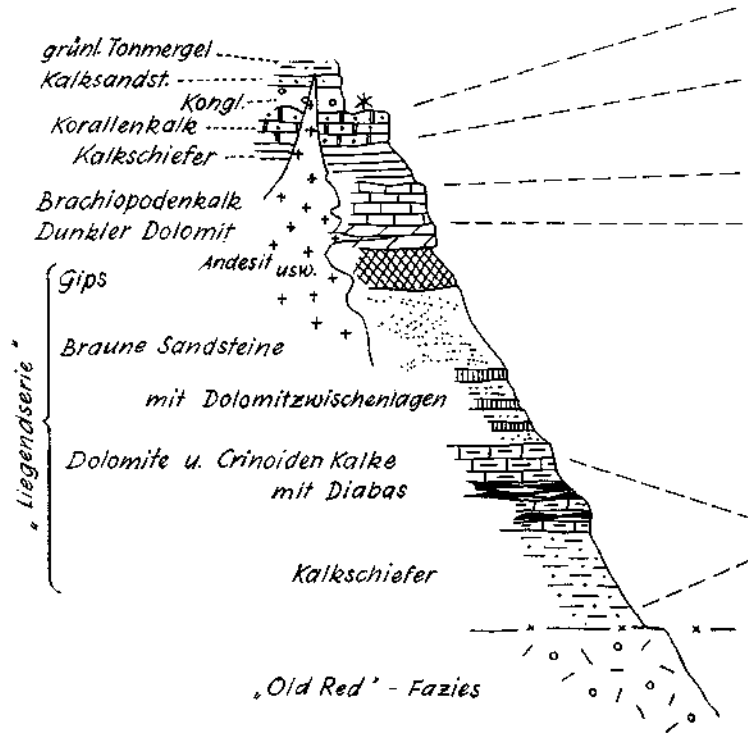 grünl. Tonmergel
Kalksandst.
Kongl.
Korallenkalk
Kalkschiefer
Brachiopodenkalk
Dunkler Dolomit
Andesit usw.
Gips
Braune Sandsteine
mit Dolomitzwischenlagen
„Liegendserie"
Dolomite u. Crinoiden Kalke
mit Diabas
Kalkschiefer
„Old Red" - Fazies